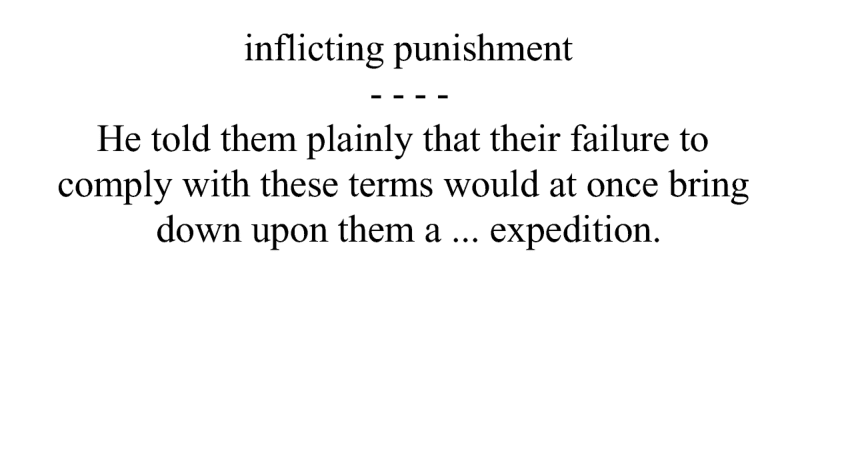 inflicting punishment
- - - -
He told them plainly that their failure to
comply with these terms would at once bring
down upon them a ... expedition.